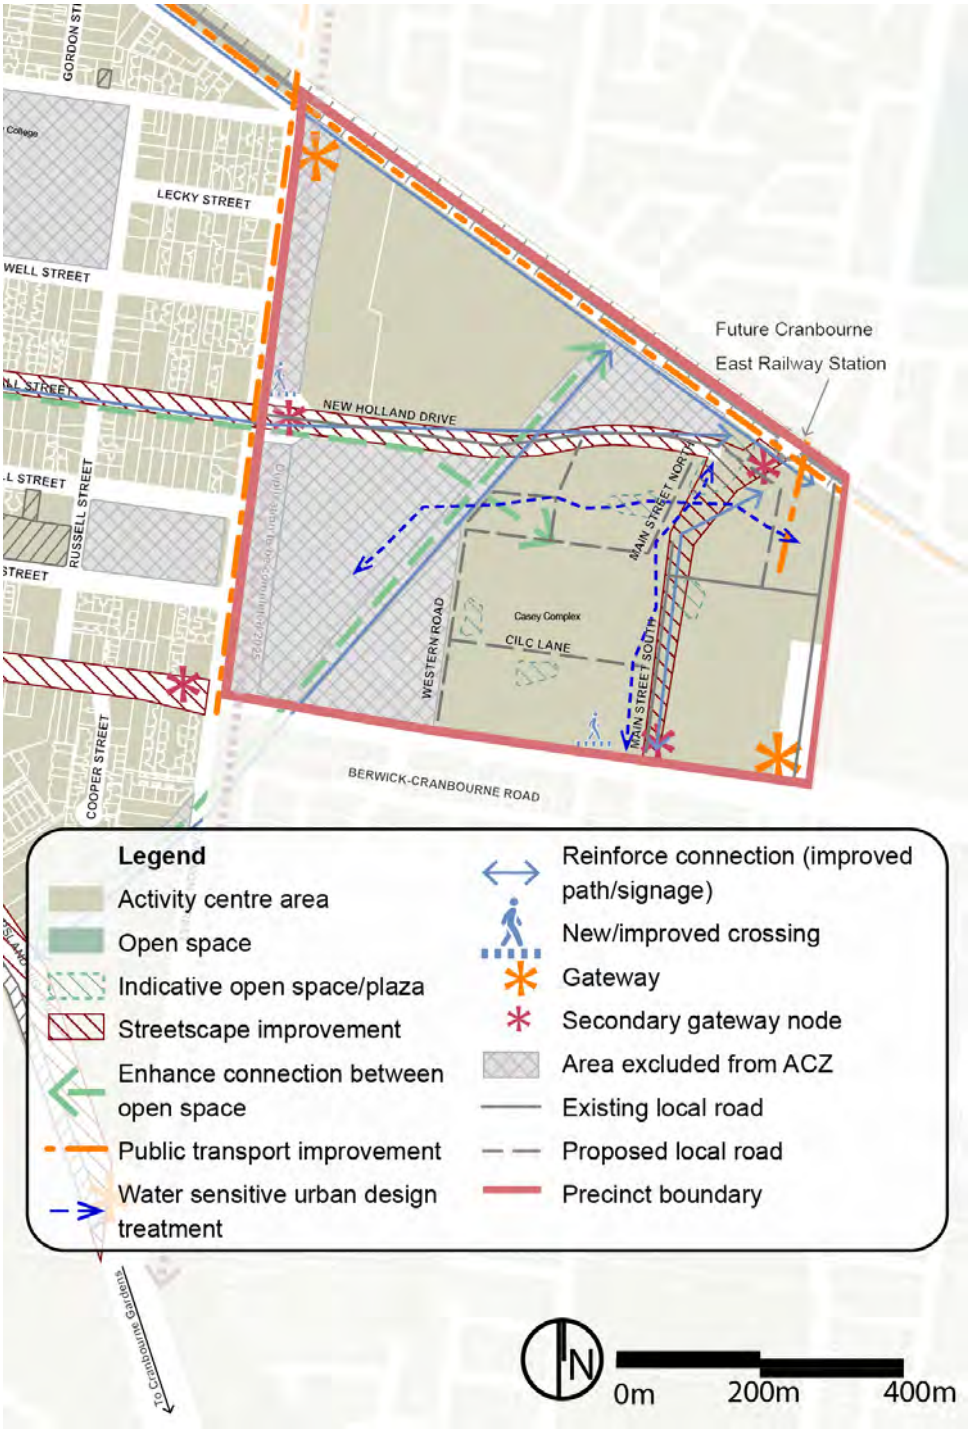 GORDON ST
College
LECKY STREET
WELL STREET
Future Cranbourne
East Railway Station
LL STREET
NEW HOLLAND DRIVE
LL STREET
RUSSELL STREET
MAIN STREET NORTH
STREET
Casey Complex
CILC LANE
WESTERN ROAD
MAIN STREET SOUTH
COOPER STREET
BERWICK-CRANBOURNE ROAD
Legend
Activity centre area
Open space
Indicative open space/plaza
Streetscape improvement
Enhance connection between
open space
Public transport improvement
Water sensitive urban design
treatment
Reinforce connection (improved
path/signage)
New/improved crossing
Gateway
Secondary gateway node
Area excluded from ACZ
Existing local road
Proposed local road
Precinct boundary
To Cranbourne Gardens
N
0m
200m
400m